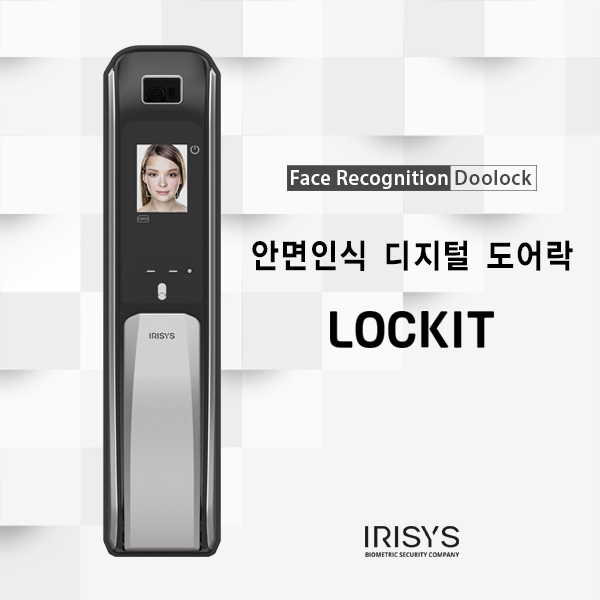 Face Recognition Doolock
안면인식 디지털 도어락
LOCKIT
IRISYS
IRISYS
BIOMETRIC SECURITY COMPANY